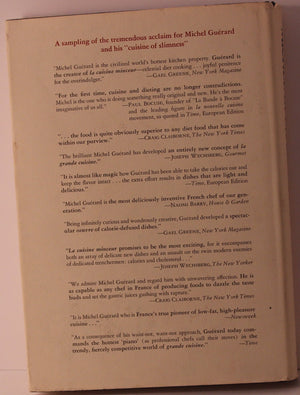 A sampling of the tremendous acclaim for Michel Guérard
and his "cuisine of slimness"
"Michel Guérard is the civilized world's hottest kitchen property. Guérard is
the creator of la cuisine minceur—celestial diet cooking . . . joyful penitence
for the overindulger."
—GAEL GREENE, New York Magazine
"For the first time, cuisine and dieting are no longer irreconcilable things.
Michel is the one who is doing something really original and new. He's the most
imaginative of us all."
—PAUL BOCUSE, founder of "La Bande à Bocuse"
and the leading figure in la nouvelle cuisine
movement, as quoted in Time, European Edition
". . . the food is quite obviously superior to any diet food that has come
within our purview."
—CRAIG CLAIBORNE, The New York Times
"The brilliant Michel Guérard has developed an entirely new concept of la
grande cuisine."
—JOSEPH WECHSBERG, Gourmet
"It is almost like magic how Guérard has been able to take the calories out and
keep the flavor intact . . . the extra effort results in dishes that are light and
delicious."
—Time, European Edition
"Michel Guérard is the most deliciously inventive French chef of our gen-
eration."
—NAOMI BARRY, House & Garden
"Being infinitely curious and wondrously creative, Guérard developed a spectac-
ular oeuvre of calorie-defused dishes."
—GAEL GREENE, New York Magazine
"La cuisine minceur promises to be the most exciting, for it encompasses
both an array of delicate new dishes and an assault on the twin modern enemies
of dedicated trenchermen: calories and cholesterol. . ."
—JOSEPH WECHSBERG, The New Yorker
"We admire Michel Guérard and regard him with unwavering affection. He is
as capable as any chef in France of producing foods to dazzle the taste
buds and set the gastric juices gushing with rapture."
—CRAIG CLAIBORNE, The New York Times
"It is Michel Guérard who is France's true pioneer of low-fat, high-pleasure
cuisine . . ."
—Newsweek
"As a consequence of his waist-not, want-not approach, Guérard today com-
mands the hottest 'piano' (as professional chefs call their stoves) in the
trendy, fiercely competitive world of grande cuisine."
—Time